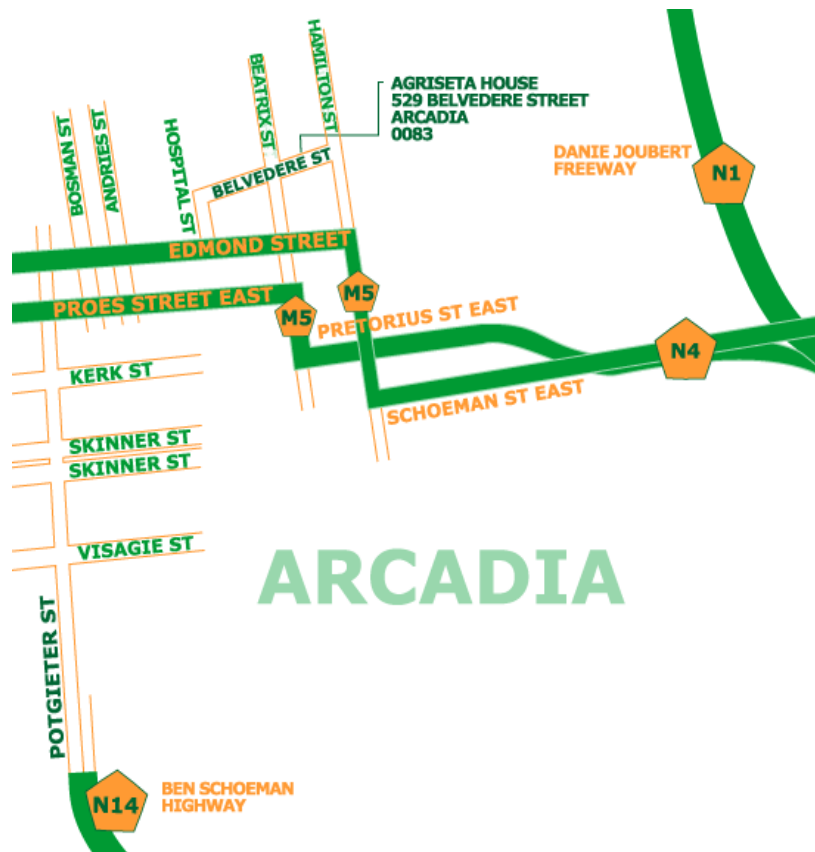 HAMILTON ST
BEATRIX ST
AGRISETA HOUSE
529 BELVEDERE STREET
ARCADIA
0083
BOSMAN ST
ANDRIES ST
HOSPITAL ST
BELVEDERE ST
DANIE JOUBERT
FREEWAY
N1
EDMOND STREET
PROES STREET EAST
M5
M5
PRETORIUS ST EAST
N4
KERK ST
SCHOEMAN ST EAST
SKINNER ST
SKINNER ST
VISAGIE ST
ARCADIA
POTGIETER ST
N14
BEN SCHOEMAN
HIGHWAY